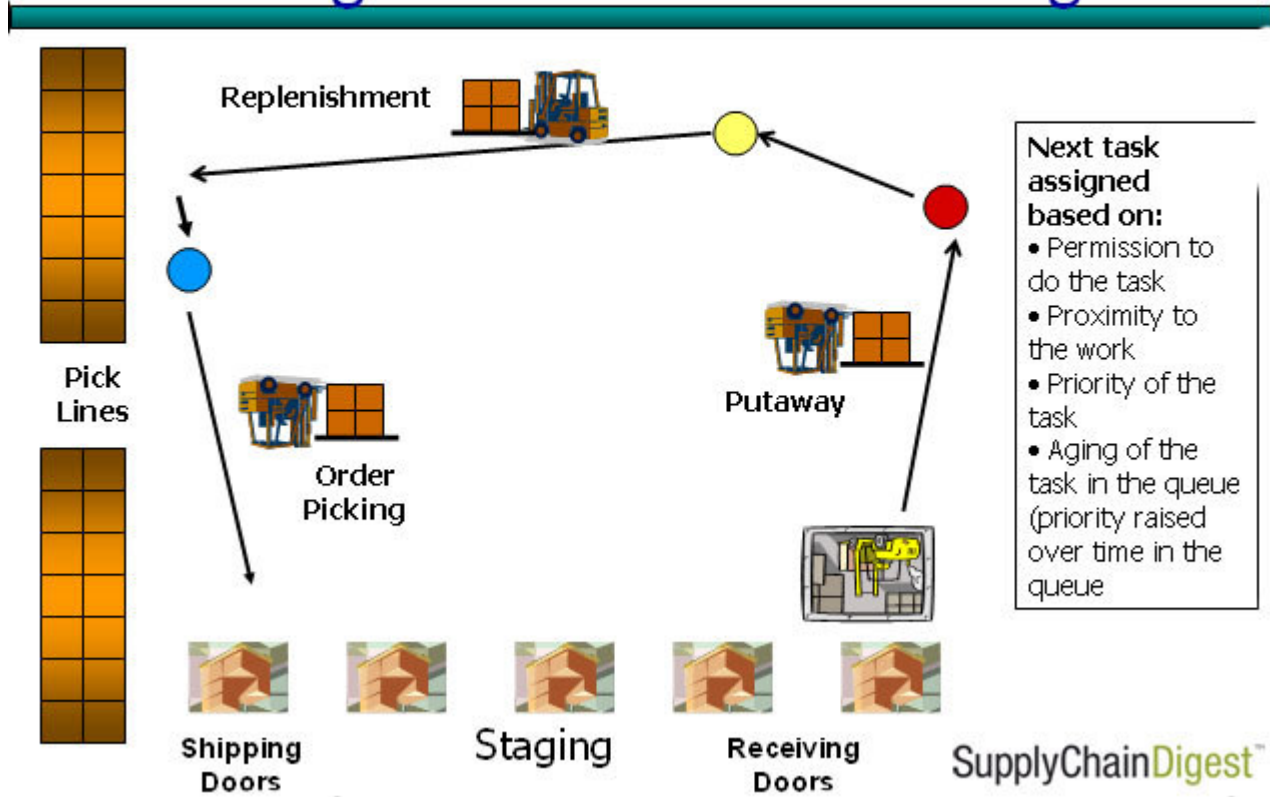 Replenishment
Next task
assigned
based on:
• Permission to
do the task
• Proximity to
the work
• Priority of the
task
• Aging of the
task in the queue
(priority raised
over time in the
queue
Pick
Lines
Putaway
Order
Picking
Shipping
Doors
Staging
Receiving
Doors
SupplyChainDigest™